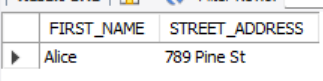 FIRST_NAME STREET_ADDRESS
Alice 789 Pine St